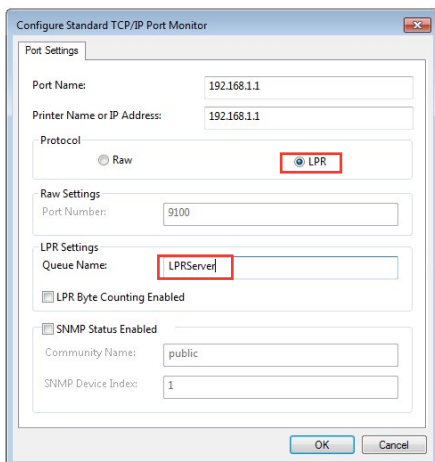 Configure Standard TCP/IP Port Monitor
Port Settings
Port Name: 192.168.1.1
Printer Name or IP Address: 192.168.1.1
Protocol
Raw LPR
Raw Settings
Port Number: 9100
LPR Settings
Queue Name: LPRServer
LPR Byte Counting Enabled
SNMP Status Enabled
Community Name: public
SNMP Device Index: 1
OK Cancel